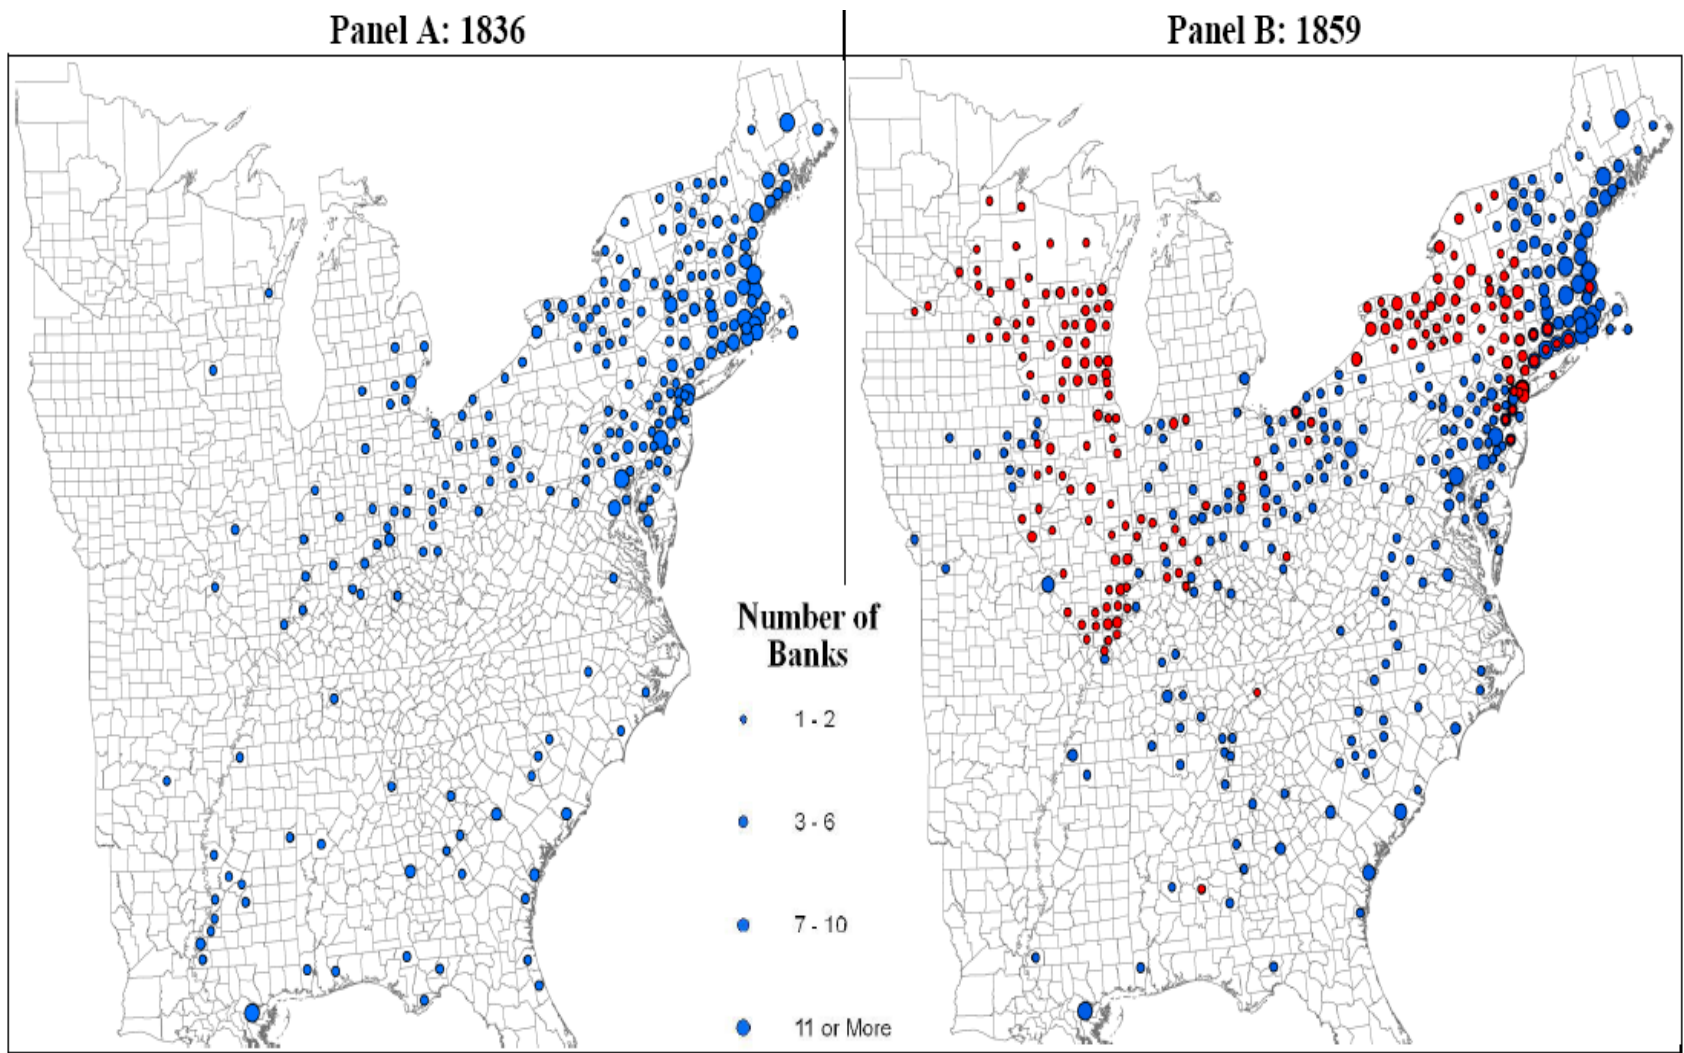 Panel A: 1836
Panel B: 1859
Number of
Banks
1 - 2
3 - 6
7 - 10
11 or More